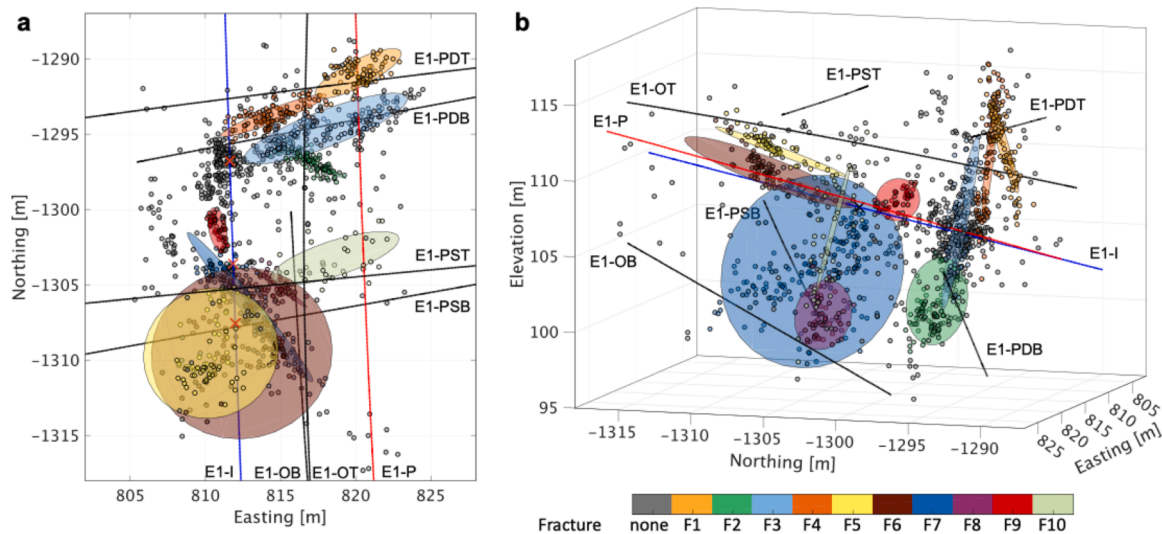 a
−1290
−1295
−1300
−1305
−1310
−1315
Northing [m]
E1-PDT
E1-PDB
E1-PST
E1-PSB
E1-I
E1-OB
E1-OT
E1-P
805
810
815
820
825
Easting [m]
b
115
110
105
100
95
Elevation [m]
E1-OT
E1-PST
E1-P
E1-PDT
E1-PSB
E1-OB
E1-I
E1-PDB
−1315
−1310
−1305
−1300
−1295
−1290
Northing [m]
825
820
815
810
805
Easting [m]
Fracture none F1 F2 F3 F4 F5 F6 F7 F8 F9 F10